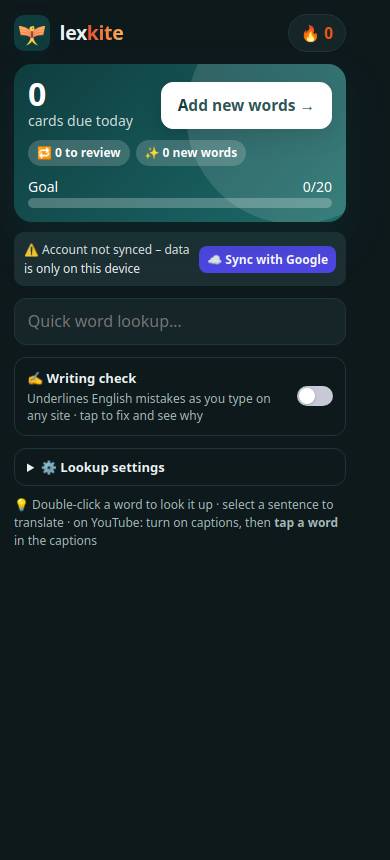 lexkite
🔥 0
0
cards due today
Add new words →
🔁 0 to review
✨ 0 new words
Goal
0/20
⚠️ Account not synced – data
is only on this device
☁️ Sync with Google
Quick word lookup...
✍️ Writing check
Underlines English mistakes as you type on
any site · tap to fix and see why
▶ ⚙️ Lookup settings
💡 Double-click a word to look it up · select a sentence to
translate · on YouTube: turn on captions, then tap a word
in the captions